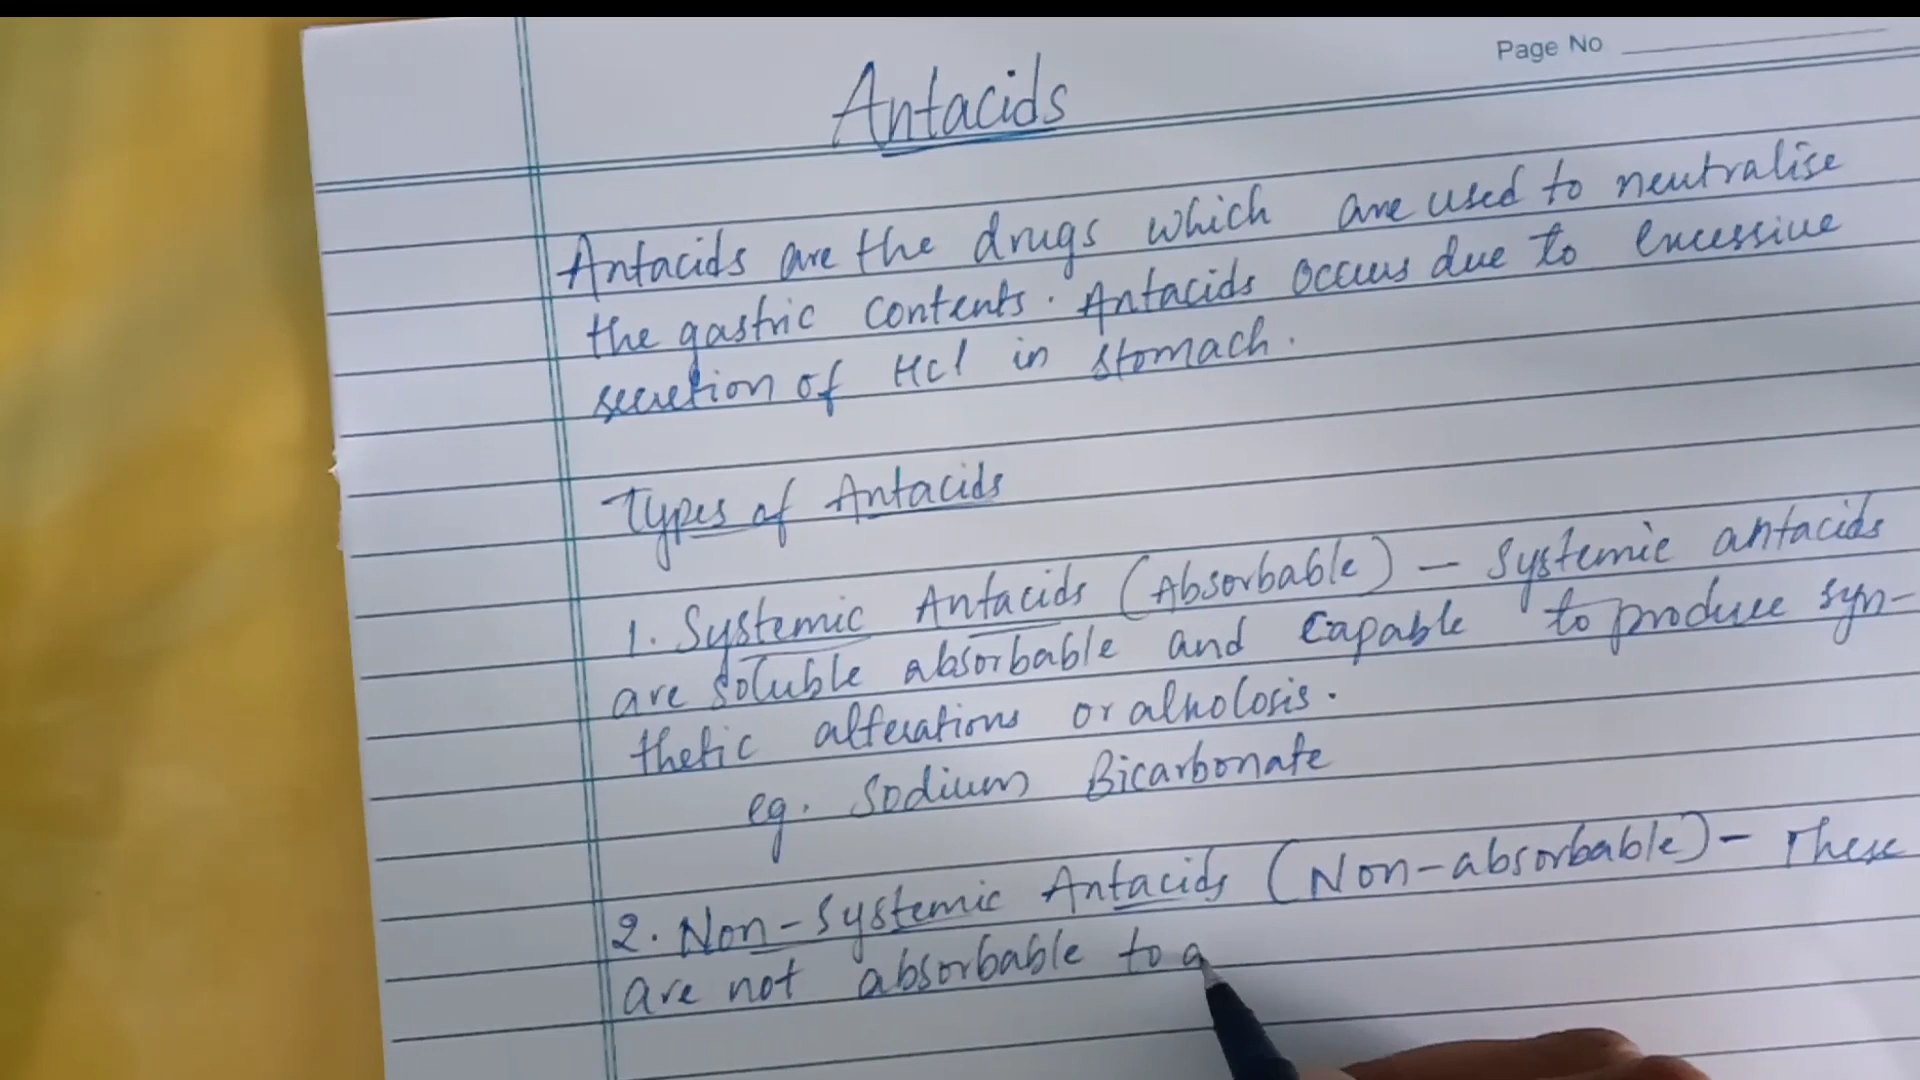 Page No
Antacids
Antacids are the drugs which are used to neutralise
the gastric contents. Antacids occurs due to excessive
secretion of HCl in stomach.
Types of Antacids
1. Systemic Antacids (Absorbable) - Systemic antacids
are soluble absorbable and capable to produce syn-
thetic alterations or alkolosis.
eg. Sodium Bicarbonate
2. Non-Systemic Antacids (Non-absorbable) - These
are not absorbable to a